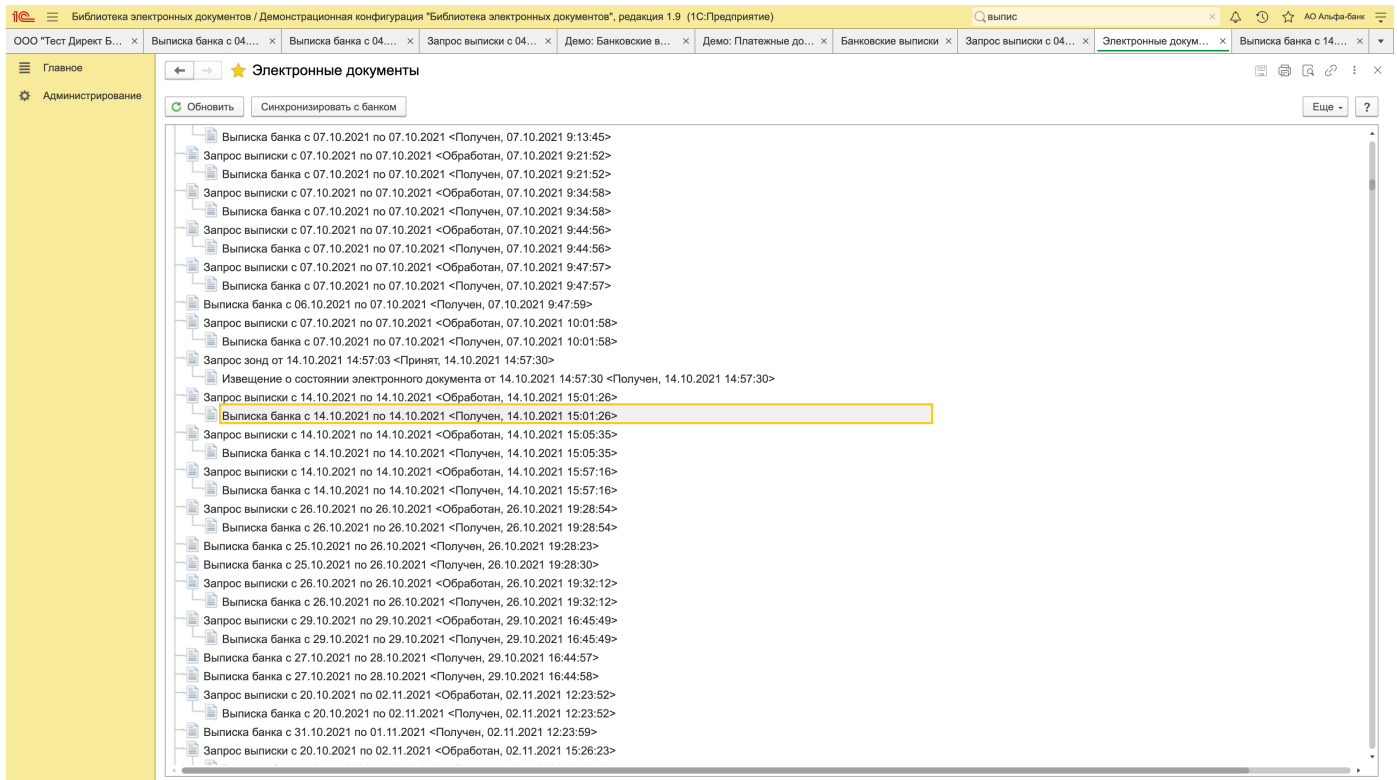 1С Библиотека электронных документов / Демонстрационная конфигурация "Библиотека электронных документов", редакция 1.9 (1С:Предприятие) выпис АО Альфа-банк
ООО "Тест Директ Б... Выписка банка с 04.... Выписка банка с 04.... Запрос выписки с 04... Демо: Банковские в... Демо: Платежные до... Банковские выписки Запрос выписки с 04... Электронные докум... Выписка банка с 14....
Главное
Администрирование
Электронные документы
Обновить Синхронизировать с банком Еще ?
Выписка банка с 07.10.2021 по 07.10.2021 <Получен, 07.10.2021 9:13:45>
Запрос выписки с 07.10.2021 по 07.10.2021 <Обработан, 07.10.2021 9:21:52>
Выписка банка с 07.10.2021 по 07.10.2021 <Получен, 07.10.2021 9:21:52>
Запрос выписки с 07.10.2021 по 07.10.2021 <Обработан, 07.10.2021 9:34:58>
Выписка банка с 07.10.2021 по 07.10.2021 <Получен, 07.10.2021 9:34:58>
Запрос выписки с 07.10.2021 по 07.10.2021 <Обработан, 07.10.2021 9:44:56>
Выписка банка с 07.10.2021 по 07.10.2021 <Получен, 07.10.2021 9:44:56>
Запрос выписки с 07.10.2021 по 07.10.2021 <Обработан, 07.10.2021 9:47:57>
Выписка банка с 07.10.2021 по 07.10.2021 <Получен, 07.10.2021 9:47:57>
Выписка банка с 06.10.2021 по 07.10.2021 <Получен, 07.10.2021 9:47:59>
Запрос выписки с 07.10.2021 по 07.10.2021 <Обработан, 07.10.2021 10:01:58>
Выписка банка с 07.10.2021 по 07.10.2021 <Получен, 07.10.2021 10:01:58>
Запрос зонд от 14.10.2021 14:57:03 <Принят, 14.10.2021 14:57:30>
Извещение о состоянии электронного документа от 14.10.2021 14:57:30 <Получен, 14.10.2021 14:57:30>
Запрос выписки с 14.10.2021 по 14.10.2021 <Обработан, 14.10.2021 15:01:26>
Выписка банка с 14.10.2021 по 14.10.2021 <Получен, 14.10.2021 15:01:26>
Запрос выписки с 14.10.2021 по 14.10.2021 <Обработан, 14.10.2021 15:05:35>
Выписка банка с 14.10.2021 по 14.10.2021 <Получен, 14.10.2021 15:05:35>
Запрос выписки с 14.10.2021 по 14.10.2021 <Обработан, 14.10.2021 15:57:16>
Выписка банка с 14.10.2021 по 14.10.2021 <Получен, 14.10.2021 15:57:16>
Запрос выписки с 26.10.2021 по 26.10.2021 <Обработан, 26.10.2021 19:28:54>
Выписка банка с 26.10.2021 по 26.10.2021 <Получен, 26.10.2021 19:28:54>
Выписка банка с 25.10.2021 по 26.10.2021 <Получен, 26.10.2021 19:28:23>
Выписка банка с 25.10.2021 по 26.10.2021 <Получен, 26.10.2021 19:28:30>
Запрос выписки с 26.10.2021 по 26.10.2021 <Обработан, 26.10.2021 19:32:12>
Выписка банка с 26.10.2021 по 26.10.2021 <Получен, 26.10.2021 19:32:12>
Запрос выписки с 29.10.2021 по 29.10.2021 <Обработан, 29.10.2021 16:45:49>
Выписка банка с 29.10.2021 по 29.10.2021 <Получен, 29.10.2021 16:45:49>
Выписка банка с 27.10.2021 по 28.10.2021 <Получен, 29.10.2021 16:44:57>
Выписка банка с 27.10.2021 по 28.10.2021 <Получен, 29.10.2021 16:44:58>
Запрос выписки с 20.10.2021 по 02.11.2021 <Обработан, 02.11.2021 12:23:52>
Выписка банка с 20.10.2021 по 02.11.2021 <Получен, 02.11.2021 12:23:52>
Выписка банка с 31.10.2021 по 01.11.2021 <Получен, 02.11.2021 12:23:59>
Запрос выписки с 20.10.2021 по 02.11.2021 <Обработан, 02.11.2021 15:26:23>